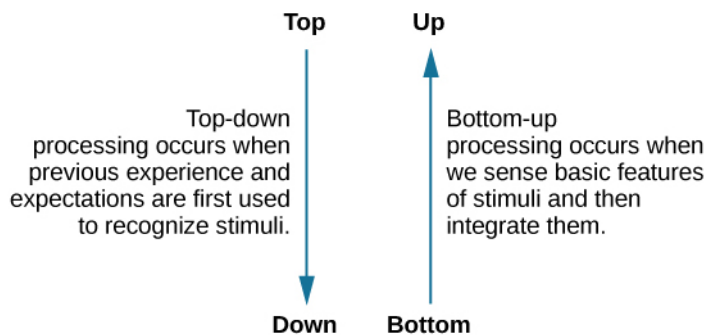 Top
Up
Top-down
processing occurs when
previous experience and
expectations are first used
to recognize stimuli.
Bottom-up
processing occurs when
we sense basic features
of stimuli and then
integrate them.
Down
Bottom